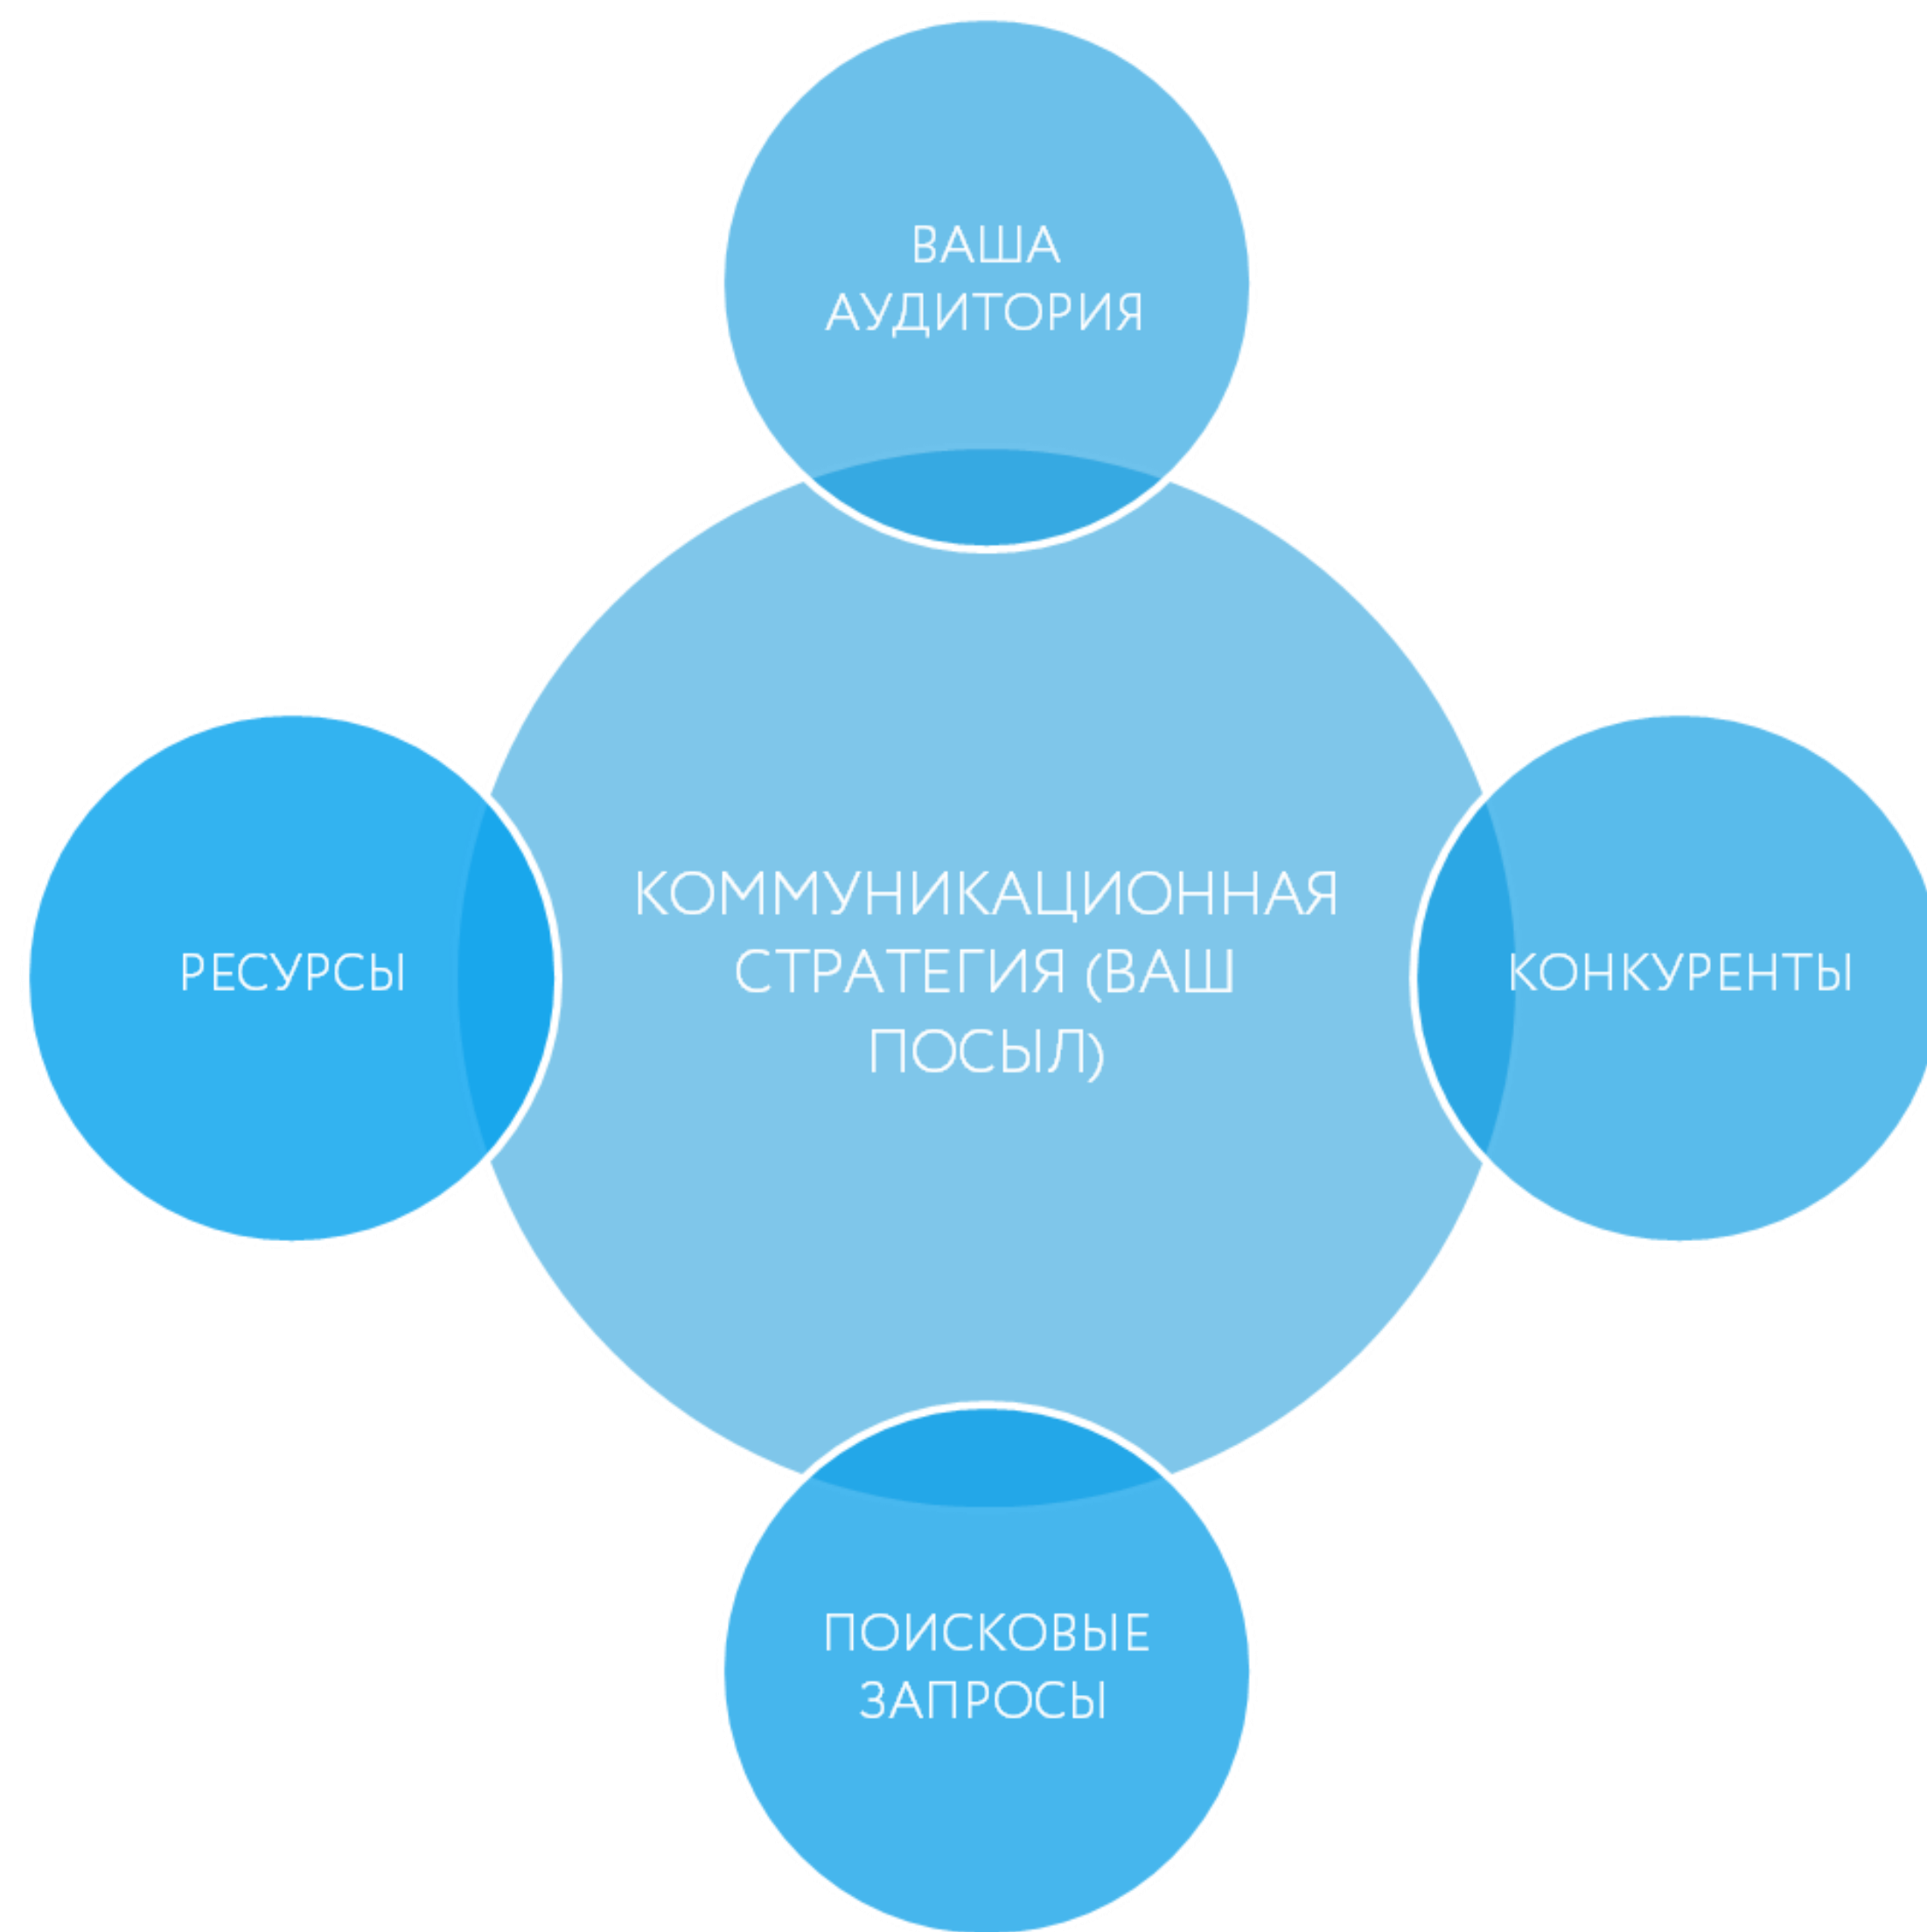 ВАША
АУДИТОРИЯ
РЕСУРСЫ
КОММУНИКАЦИОННАЯ
СТРАТЕГИЯ (ВАШ
ПОСЫЛ)
КОНКУРЕНТЫ
ПОИСКОВЫЕ
ЗАПРОСЫ